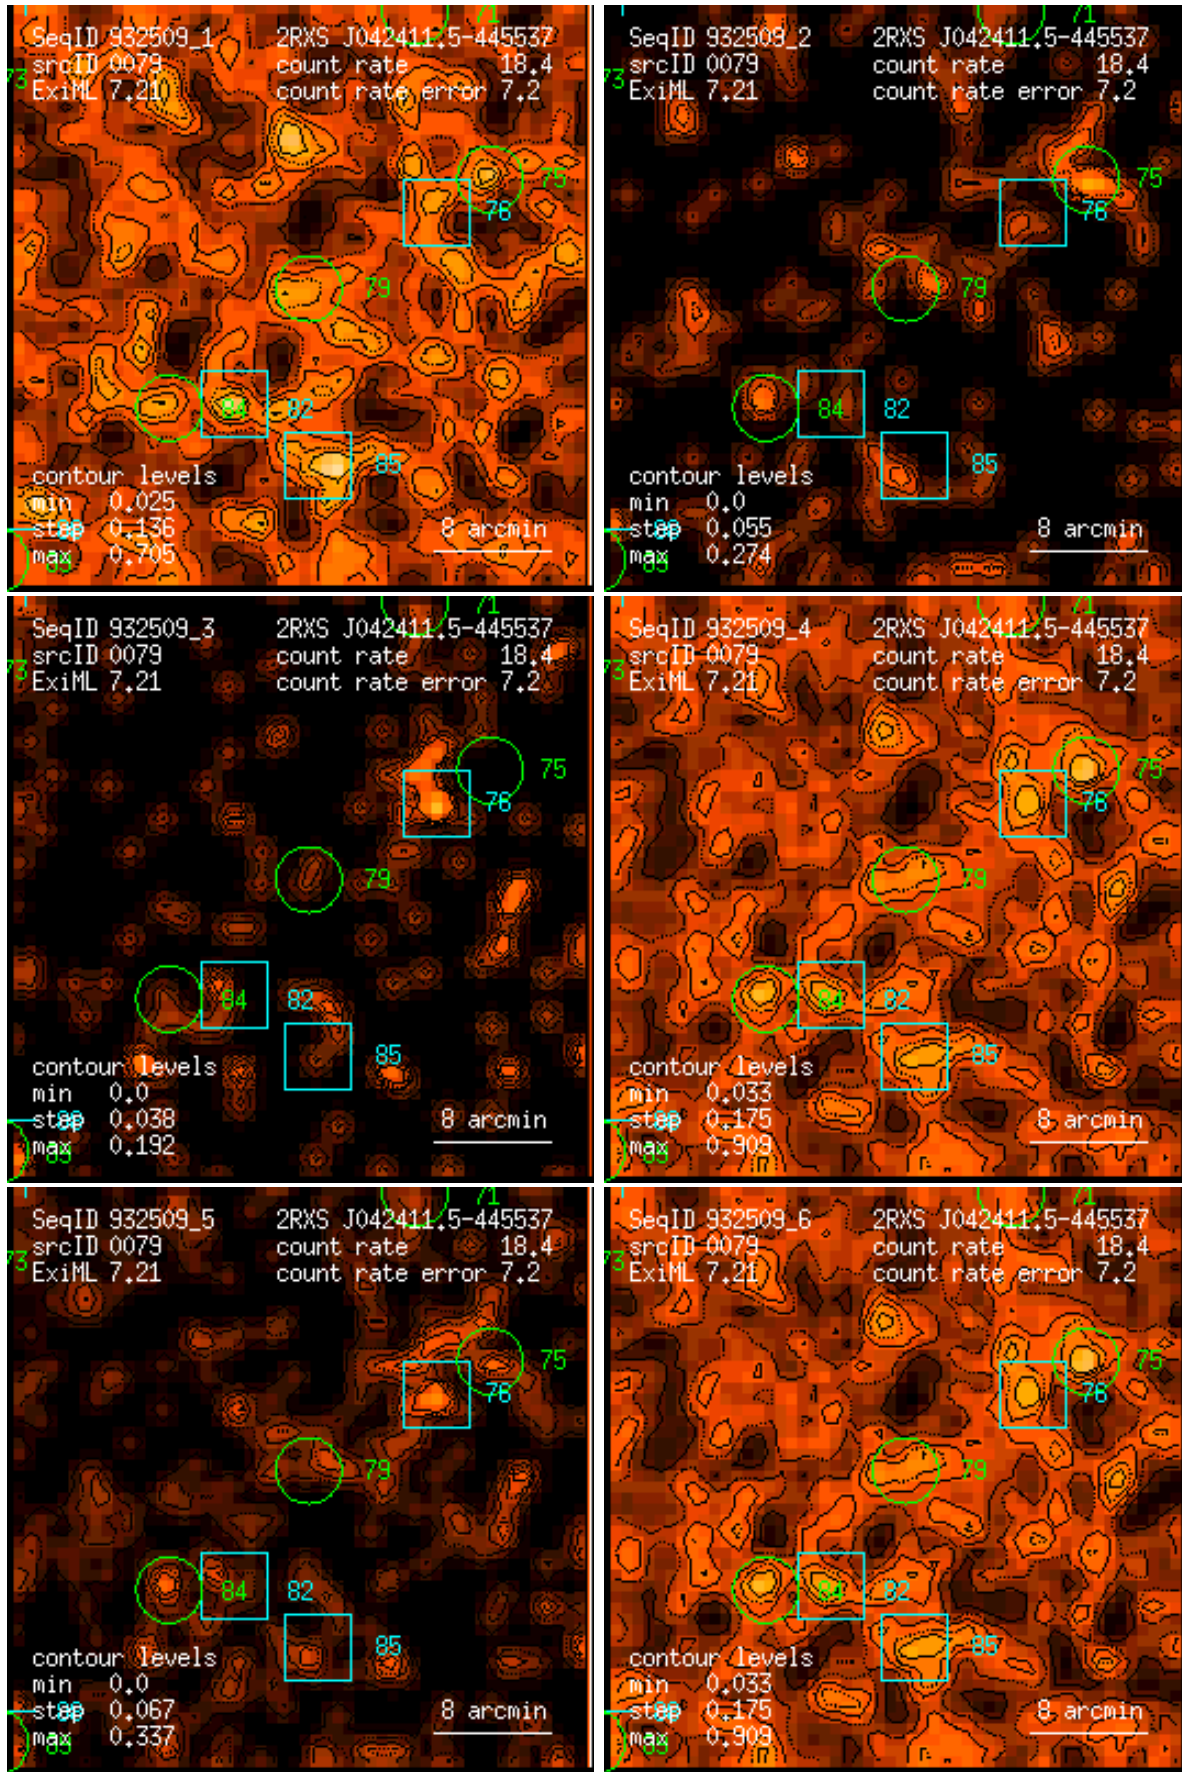 71
SeqID 932509_1 2RXS J042411.5-445537
srcID 0079 count rate 18.4
73
ExiML 7.21 count rate error 7.2
75
76
79
84 82
85
contour levels
min 0.025
step 0.136
8 arcmin
max 0.705
71
SeqID 932509_2 2RXS J042411.5-445537
srcID 0079 count rate 18.4
73
ExiML 7.21 count rate error 7.2
75
76
79
84 82
85
contour levels
min 0.0
step 0.055
8 arcmin
max 0.274
71
SeqID 932509_3 2RXS J042411.5-445537
srcID 0079 count rate 18.4
73
ExiML 7.21 count rate error 7.2
75
76
79
84 82
85
contour levels
min 0.0
step 0.038
8 arcmin
max 0.192
71
SeqID 932509_4 2RXS J042411.5-445537
srcID 0079 count rate 18.4
73
ExiML 7.21 count rate error 7.2
75
76
79
84 82
85
contour levels
min 0.033
step 0.175
8 arcmin
max 0.909
71
SeqID 932509_5 2RXS J042411.5-445537
srcID 0079 count rate 18.4
73
ExiML 7.21 count rate error 7.2
75
76
79
84 82
85
contour levels
min 0.0
step 0.067
8 arcmin
max 0.337
71
SeqID 932509_6 2RXS J042411.5-445537
srcID 0079 count rate 18.4
73
ExiML 7.21 count rate error 7.2
75
76
79
84 82
85
contour levels
min 0.033
step 0.175
8 arcmin
max 0.909